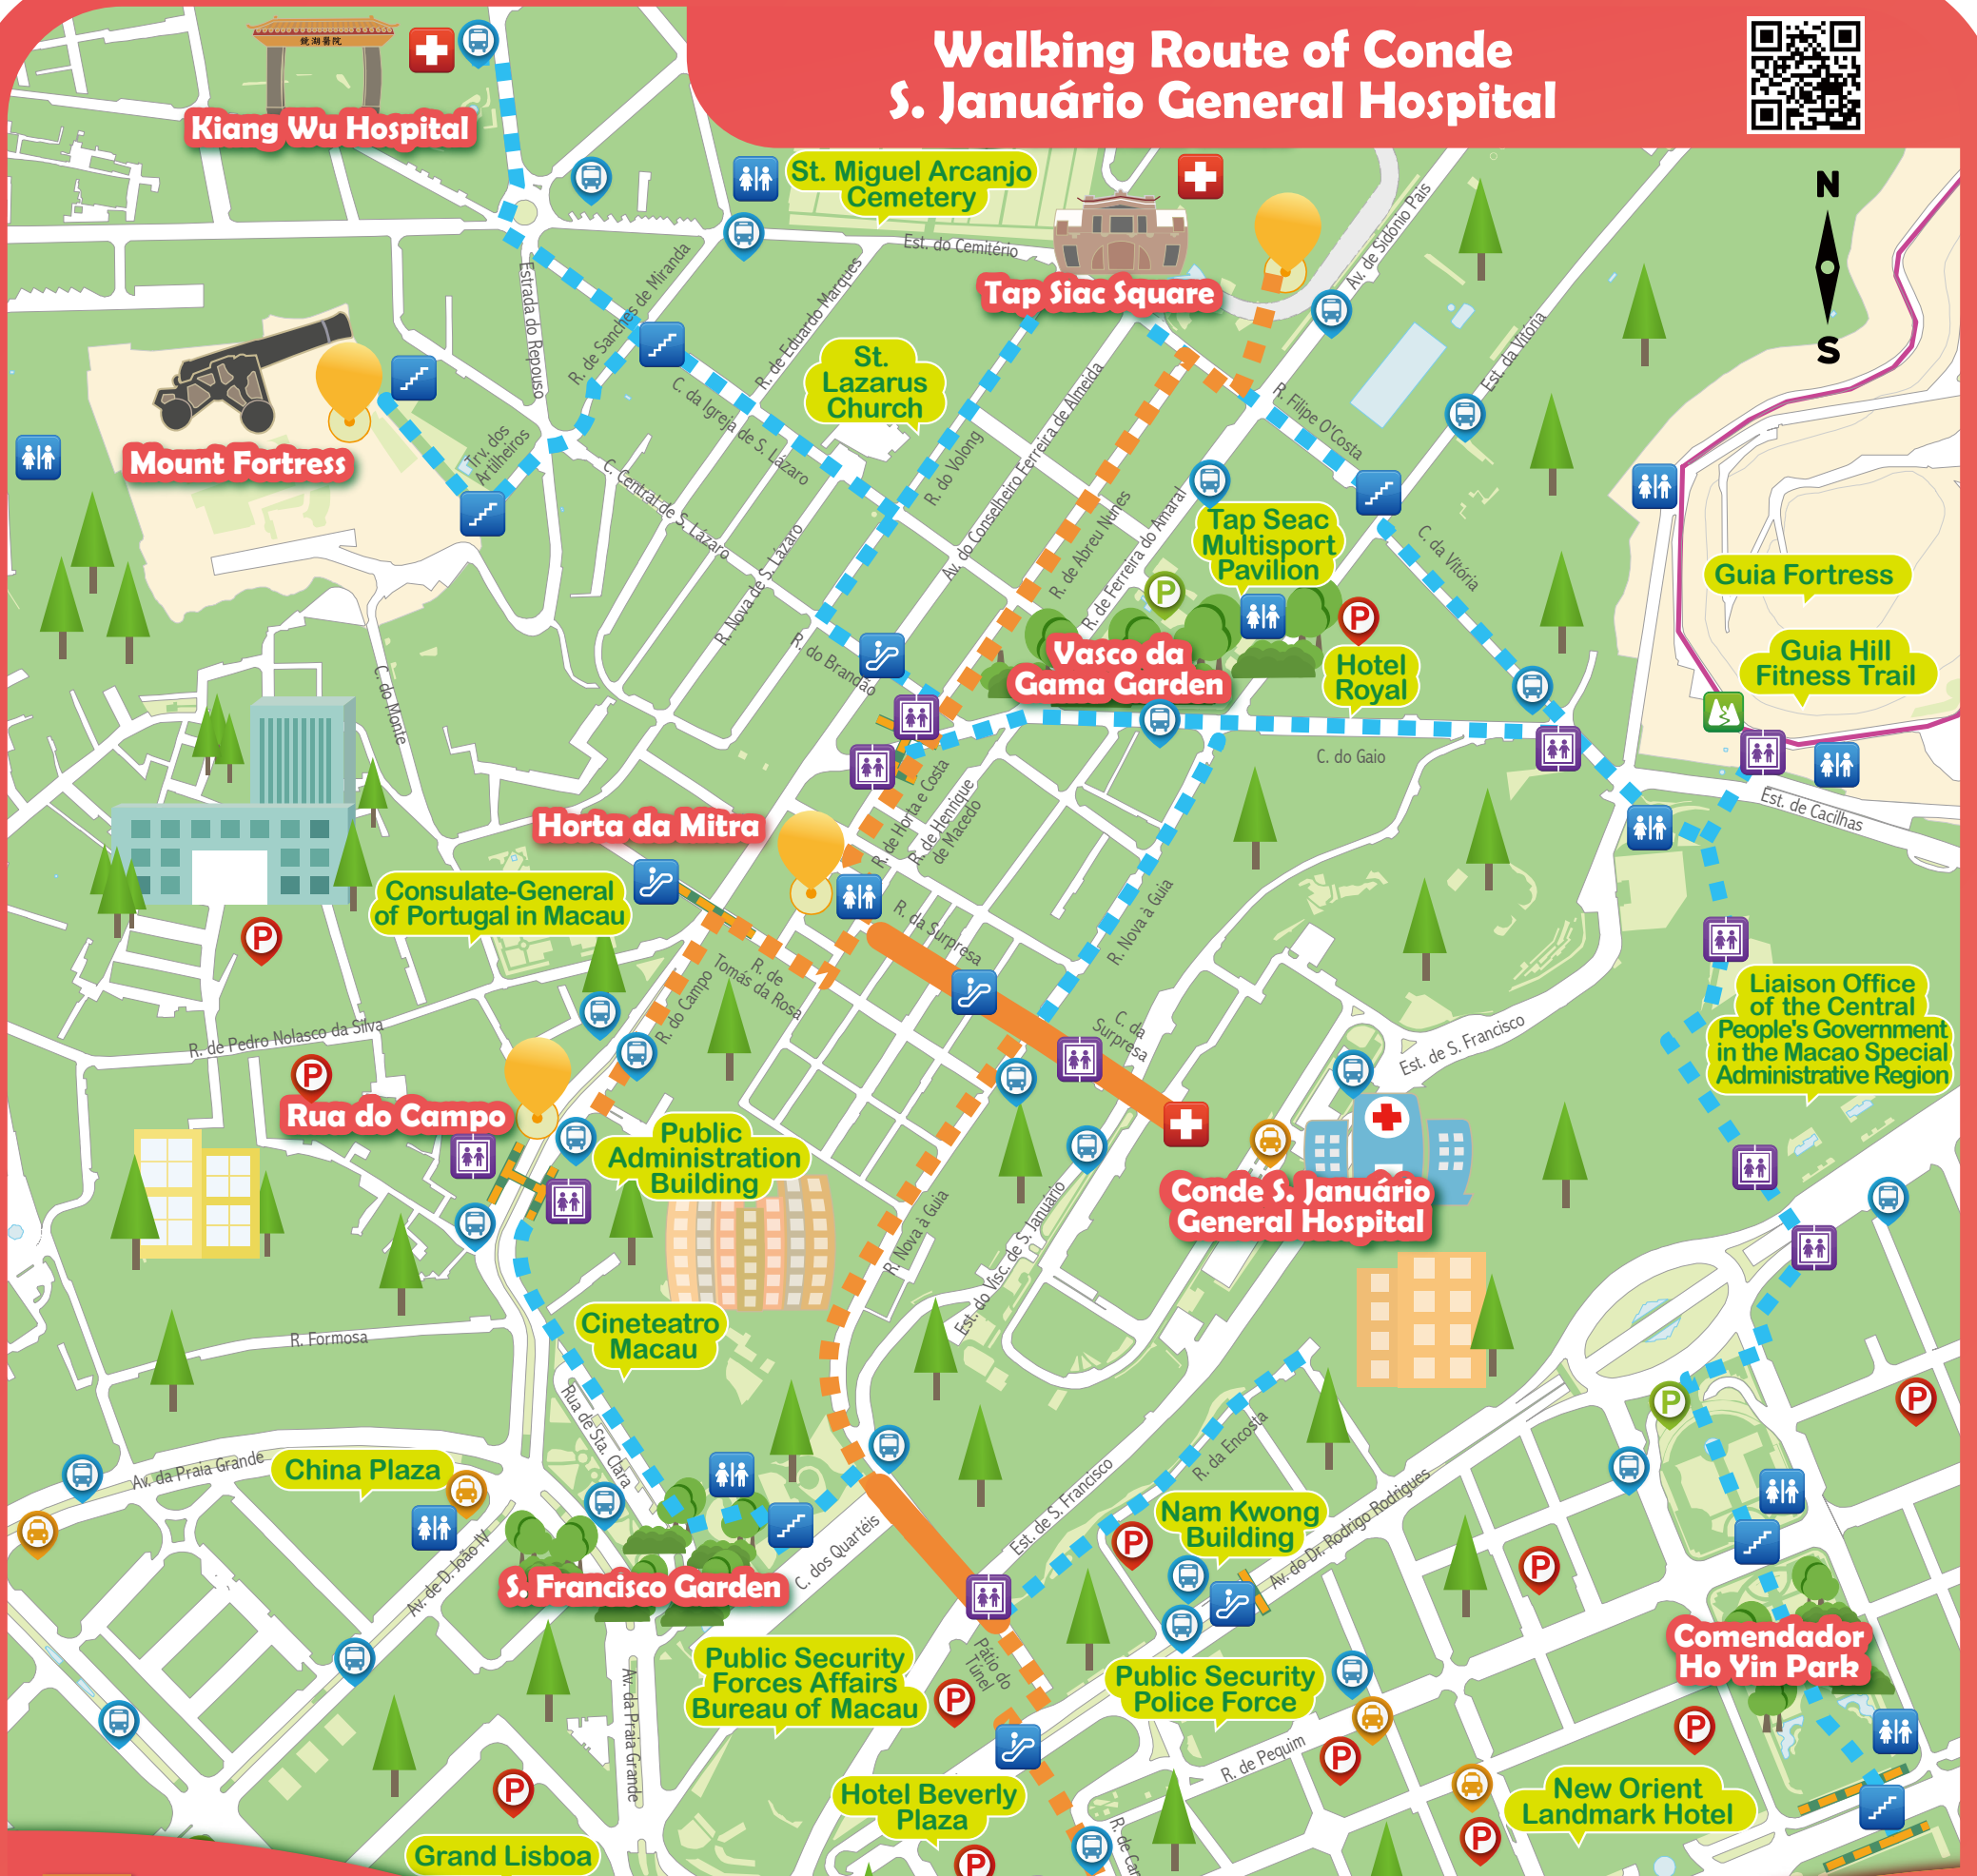 Walking Route of Conde
S. Januário General Hospital
鏡湖醫院
Kiang Wu Hospital
N
S
St. Miguel Arcanjo
Cemetery
Est. do Cemitério
Av. de Sidónio Pais
Tap Siac Square
Estrada do Repouso
R. de Sanches de Miranda
R. de Eduardo Marques
Est. da Vitória
St.
Lazarus
Church
C. da Igreja de S. Lázaro
R. Filipe O'Costa
Mount Fortress
Trv. dos
Artilheiros
C. Central de S. Lázaro
R. do Volong
Av. do Conselheiro Ferreira de Almeida
R. de Abreu Nunes
R. de Ferreira do Amaral
Tap Seac
Multisport
Pavilion
P
P
C. da Vitória
Guia Fortress
Guia Hill
Fitness Trail
R. Nova de S. Lázaro
R. do Brandão
Vasco da
Gama Garden
Hotel
Royal
C. do Monte
C. do Gaio
Est. de Cacilhas
R. de Horta e Costa
R. de Henrique
de Macedo
Horta da Mitra
Consulate-General
of Portugal in Macau
P
R. da Surpresa
R. Nova à Guia
R. de
Tomás da Rosa
R. do Campo
C. da
Surpresa
Liaison Office
of the Central
People's Government
in the Macao Special
Administrative Region
R. de Pedro Nolasco da Silva
Est. de S. Francisco
P
Rua do Campo
Public
Administration
Building
Conde S. Januário
General Hospital
R. Nova à Guia
Est. do Visc. de S. Januário
Cineteatro
Macau
R. Formosa
Rua de Sta. Clara
P
P
R. da Encosta
Av. da Praia Grande
China Plaza
Est. de S. Francisco
Av. do Dr. Rodrigo Rodrigues
Nam Kwong
Building
P
P
Av. de D. João IV
C. dos Quartéis
S. Francisco Garden
Comendador
Ho Yin Park
Public Security
Forces Affairs
Bureau of Macau
Pátio do
Túnel
P
Public Security
Police Force
Av. da Praia Grande
P
P
R. de Pequim
P
Hotel Beverly
Plaza
New Orient
Landmark Hotel
P
P
Grand Lisboa
R. de Car